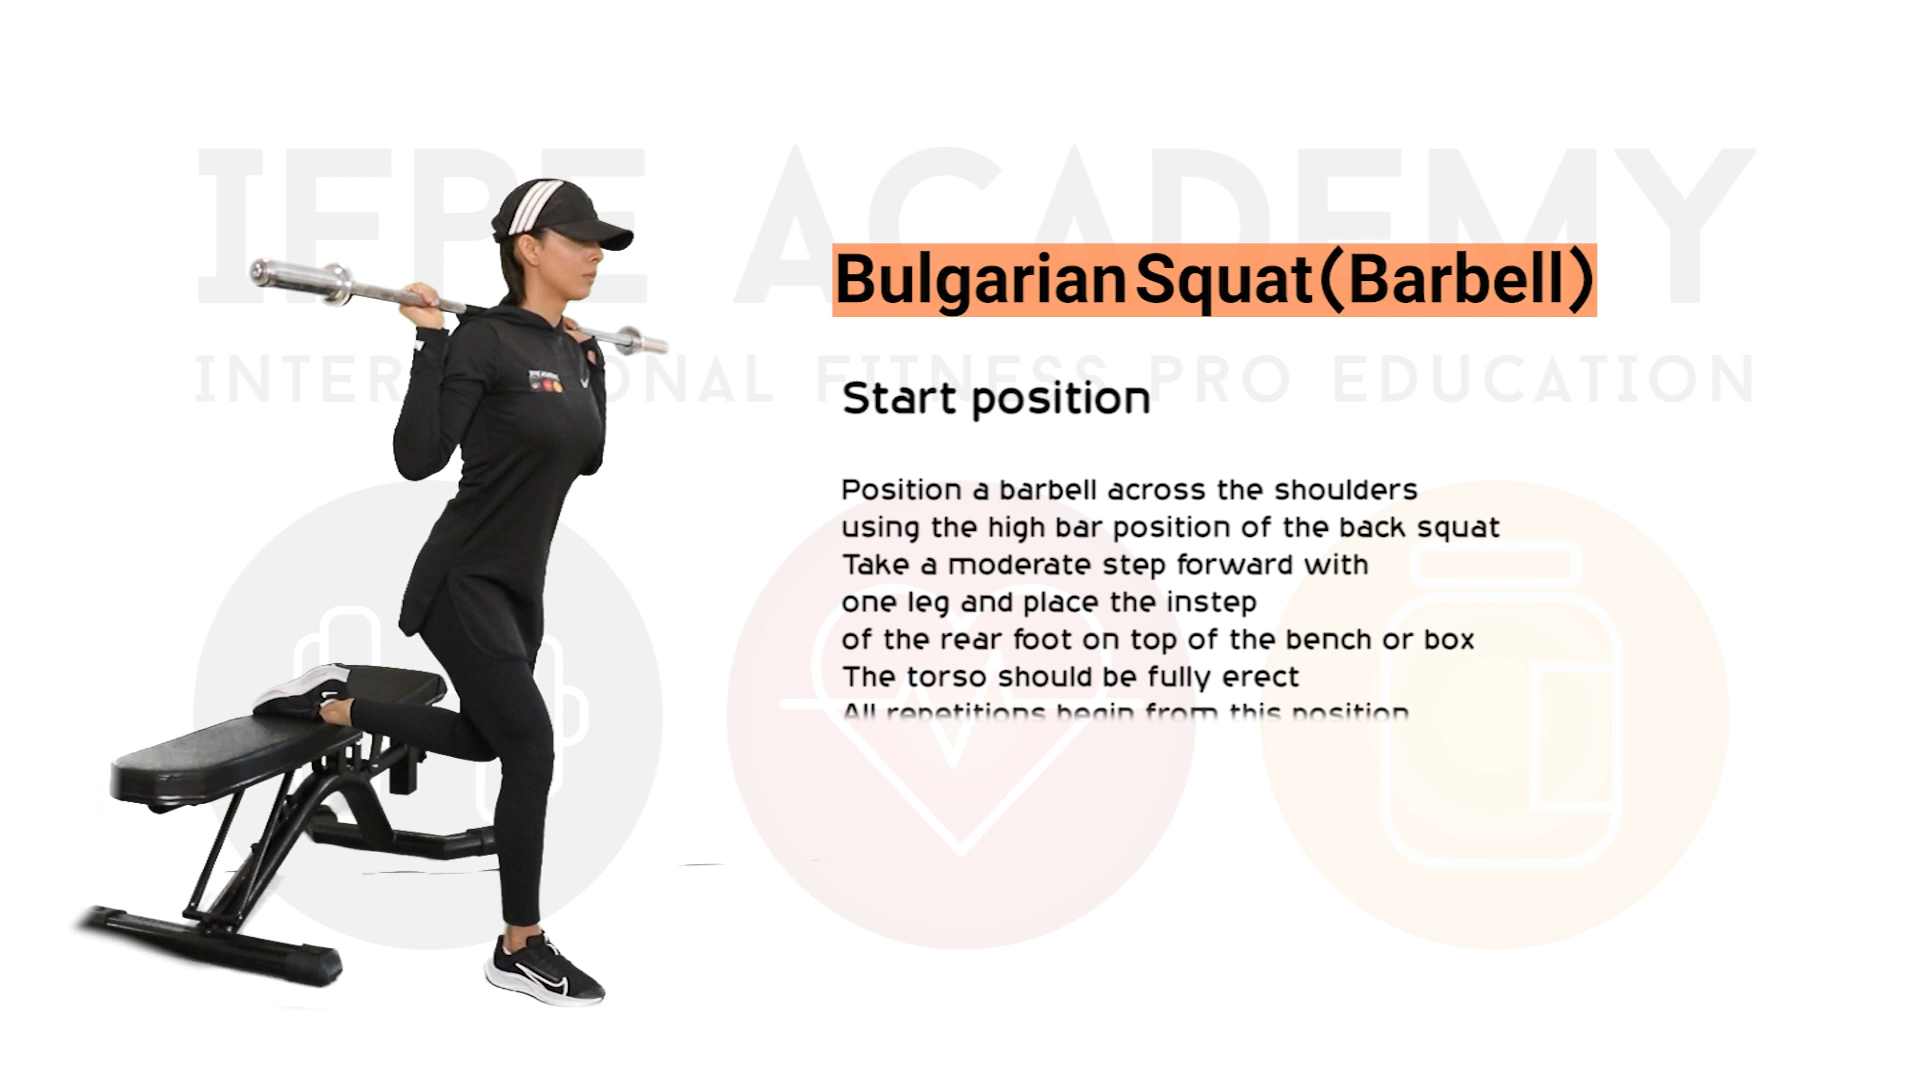 IFPE ACADEMY
INTERNATIONAL FITNESS PRO EDUCATION
Bulgarian Squat (Barbell)
Start position
Position a barbell across the shoulders
using the high bar position of the back squat
Take a moderate step forward with
one leg and place the instep
of the rear foot on top of the bench or box
The torso should be fully erect
All repetitions begin from this position